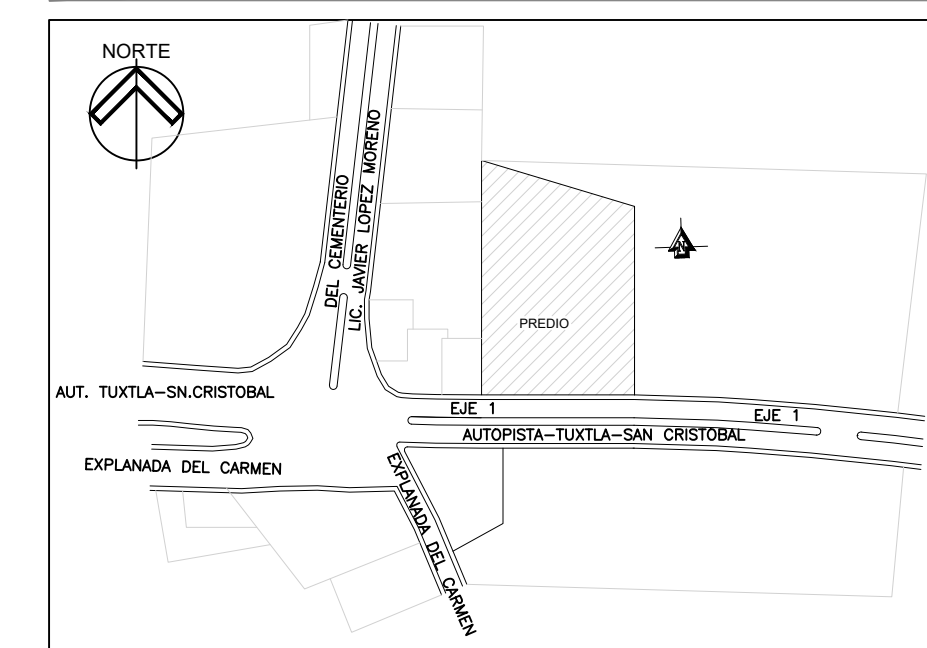 NORTE
DEL CEMENTERIO
LIC. JAVIER LOPEZ MORENO
N
PREDIO
AUT. TUXTLA-SN.CRISTOBAL
EJE 1
EJE 1
AUTOPISTA-TUXTLA-SAN CRISTOBAL
EXPLANADA DEL CARMEN
EXPLANADA DEL CARMEN